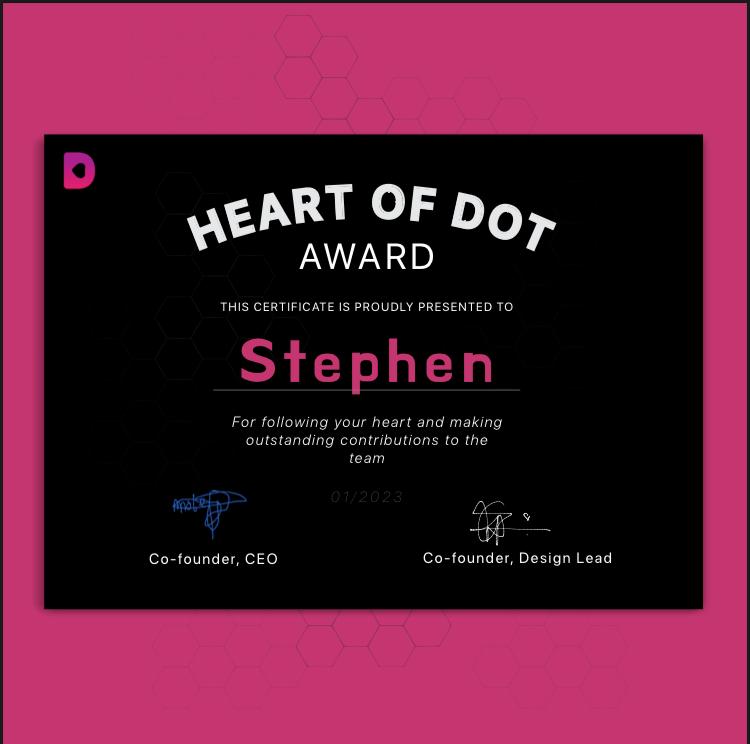 HEART OF DOT
AWARD
THIS CERTIFICATE IS PROUDLY PRESENTED TO
Stephen
For following your heart and making
outstanding contributions to the
team
01/2023
Co-founder, CEO
Co-founder, Design Lead